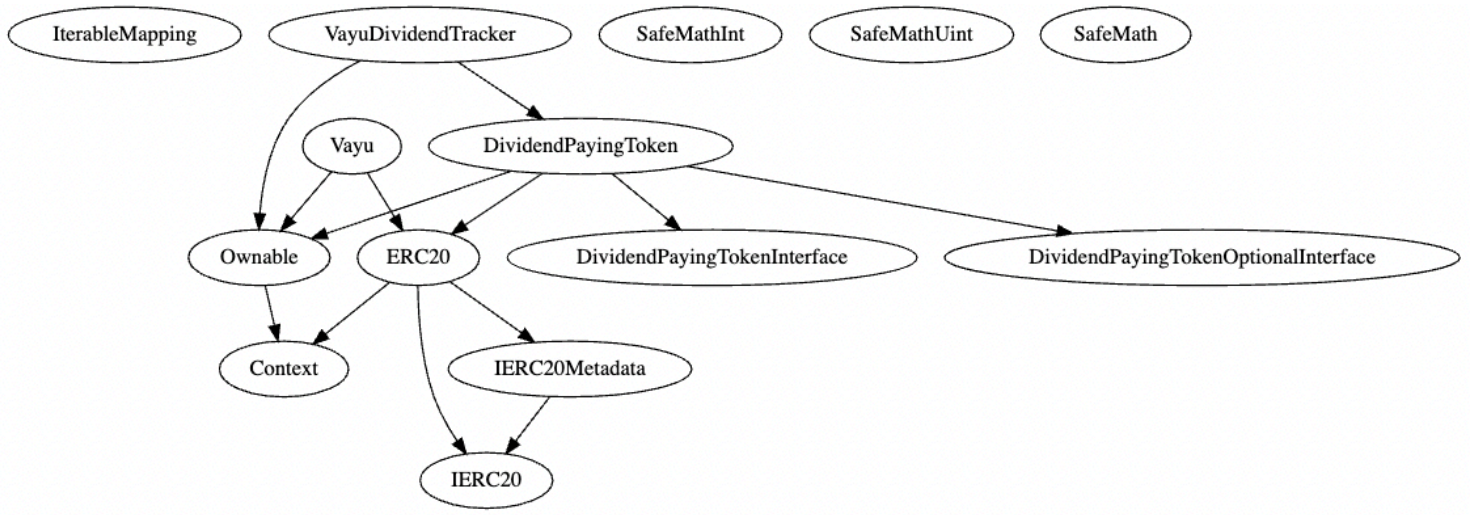 IterableMapping
VayuDividendTracker
SafeMathInt
SafeMathUint
SafeMath
Vayu
DividendPayingToken
Ownable
ERC20
DividendPayingTokenInterface
DividendPayingTokenOptionalInterface
Context
IERC20Metadata
IERC20